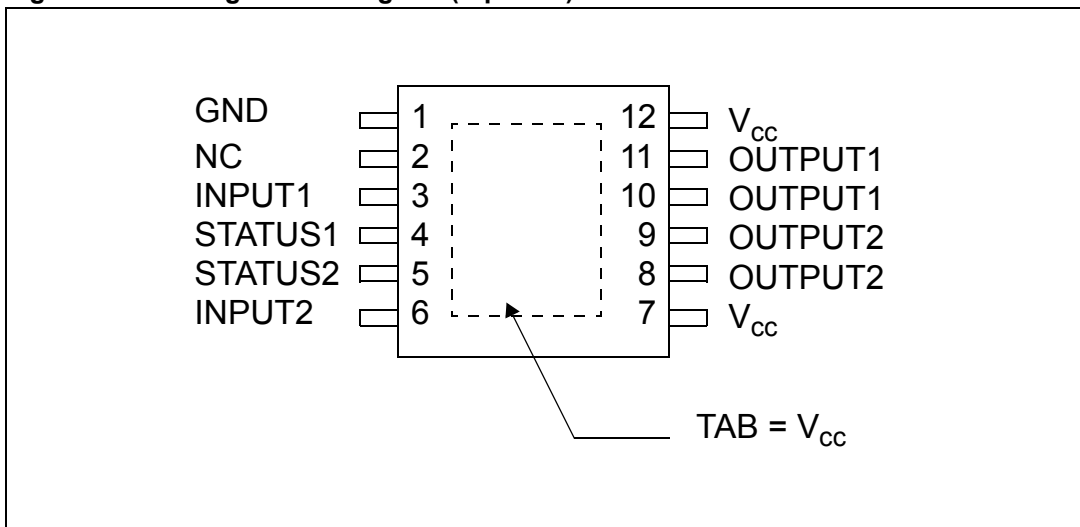 GND 1 12 Vcc
NC 2 11 OUTPUT1
INPUT1 3 10 OUTPUT1
STATUS1 4 9 OUTPUT2
STATUS2 5 8 OUTPUT2
INPUT2 6 7 Vcc
TAB = Vcc